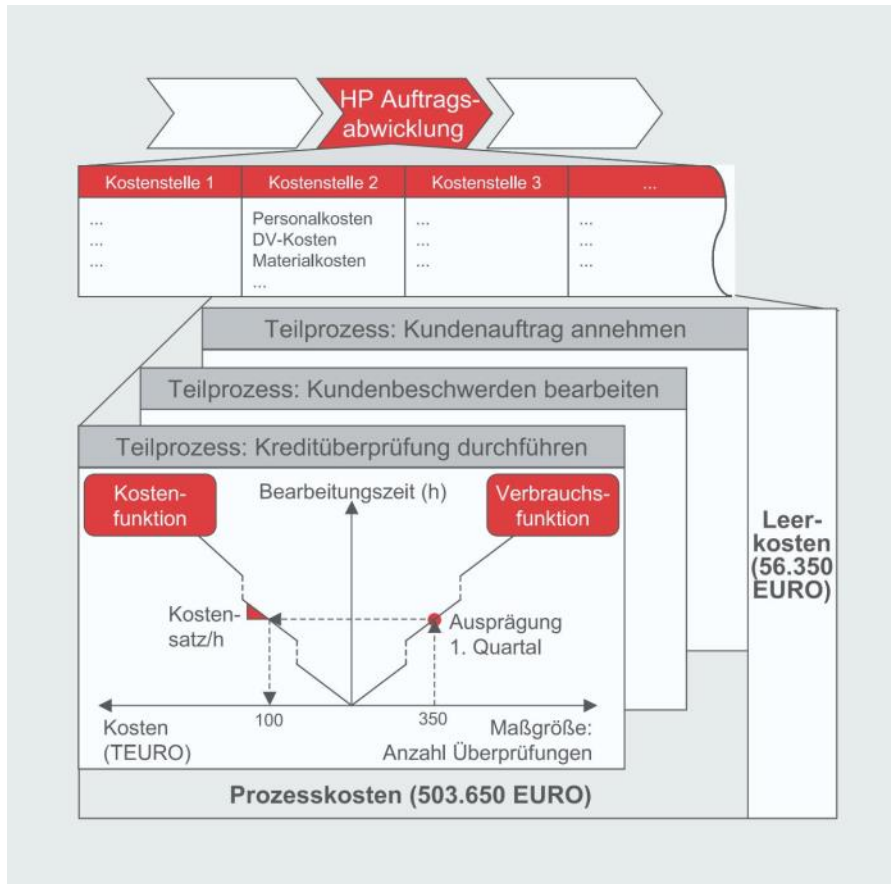 HP Auftrags-
abwicklung
Kostenstelle 1
Kostenstelle 2
Kostenstelle 3
...
...
...
...
Personalkosten
DV-Kosten
Materialkosten
...
...
...
...
...
...
...
Teilprozess: Kundenauftrag annehmen
Teilprozess: Kundenbeschwerden bearbeiten
Teilprozess: Kreditüberprüfung durchführen
Kosten-
funktion
Bearbeitungszeit (h)
Verbrauchs-
funktion
Kosten-
satz/h
Ausprägung
1. Quartal
100
350
Kosten
(TEURO)
Maßgröße:
Anzahl Überprüfungen
Leer-
kosten
(56.350
EURO)
Prozesskosten (503.650 EURO)